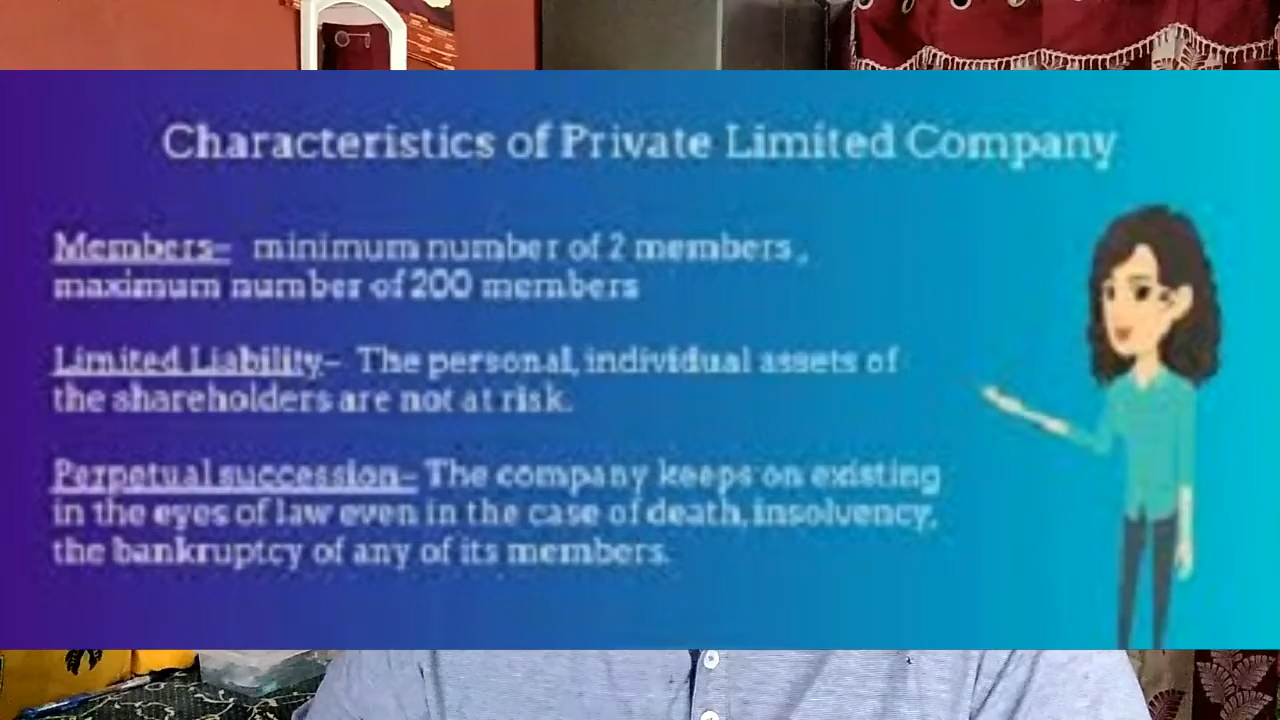 Characteristics of Private Limited Company
Members- minimum number of 2 members,
maximum number of 200 members
Limited Liability- The personal, individual assets of
the shareholders are not at risk.
Perpetual succession- The company keeps on existing
in the eyes of law even in the case of death, insolvency,
the bankruptcy of any of its members.